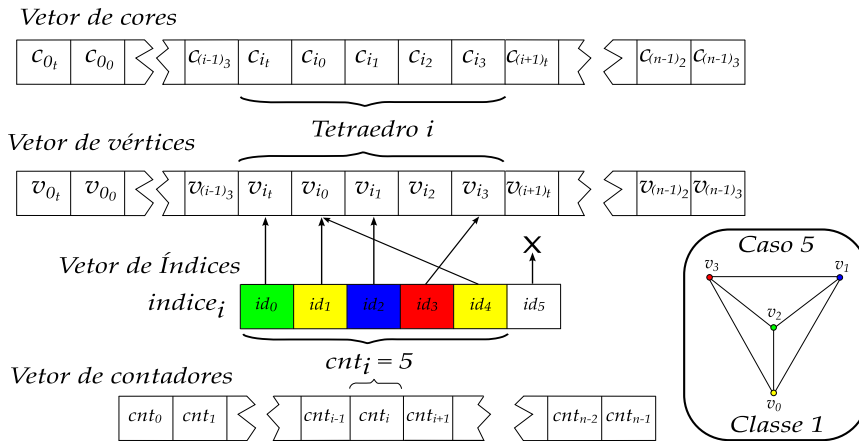 Vetor de cores
c0t c00 c(i-1)3 cit ci0 ci1 ci2 ci3 c(i+1)t c(n-1)2 c(n-1)3
Tetraedro i
Vetor de vértices
v0t v00 v(i-1)3 vit vi0 vi1 vi2 vi3 v(i+1)t v(n-1)2 v(n-1)3
X
Vetor de Índices
indicei id0 id1 id2 id3 id4 id5
cnti = 5
Vetor de contadores
cnt0 cnt1 cnti-1 cnti cnti+1 cntn-2 cntn-1
Caso 5
v3 v1
v2
v0
Classe 1